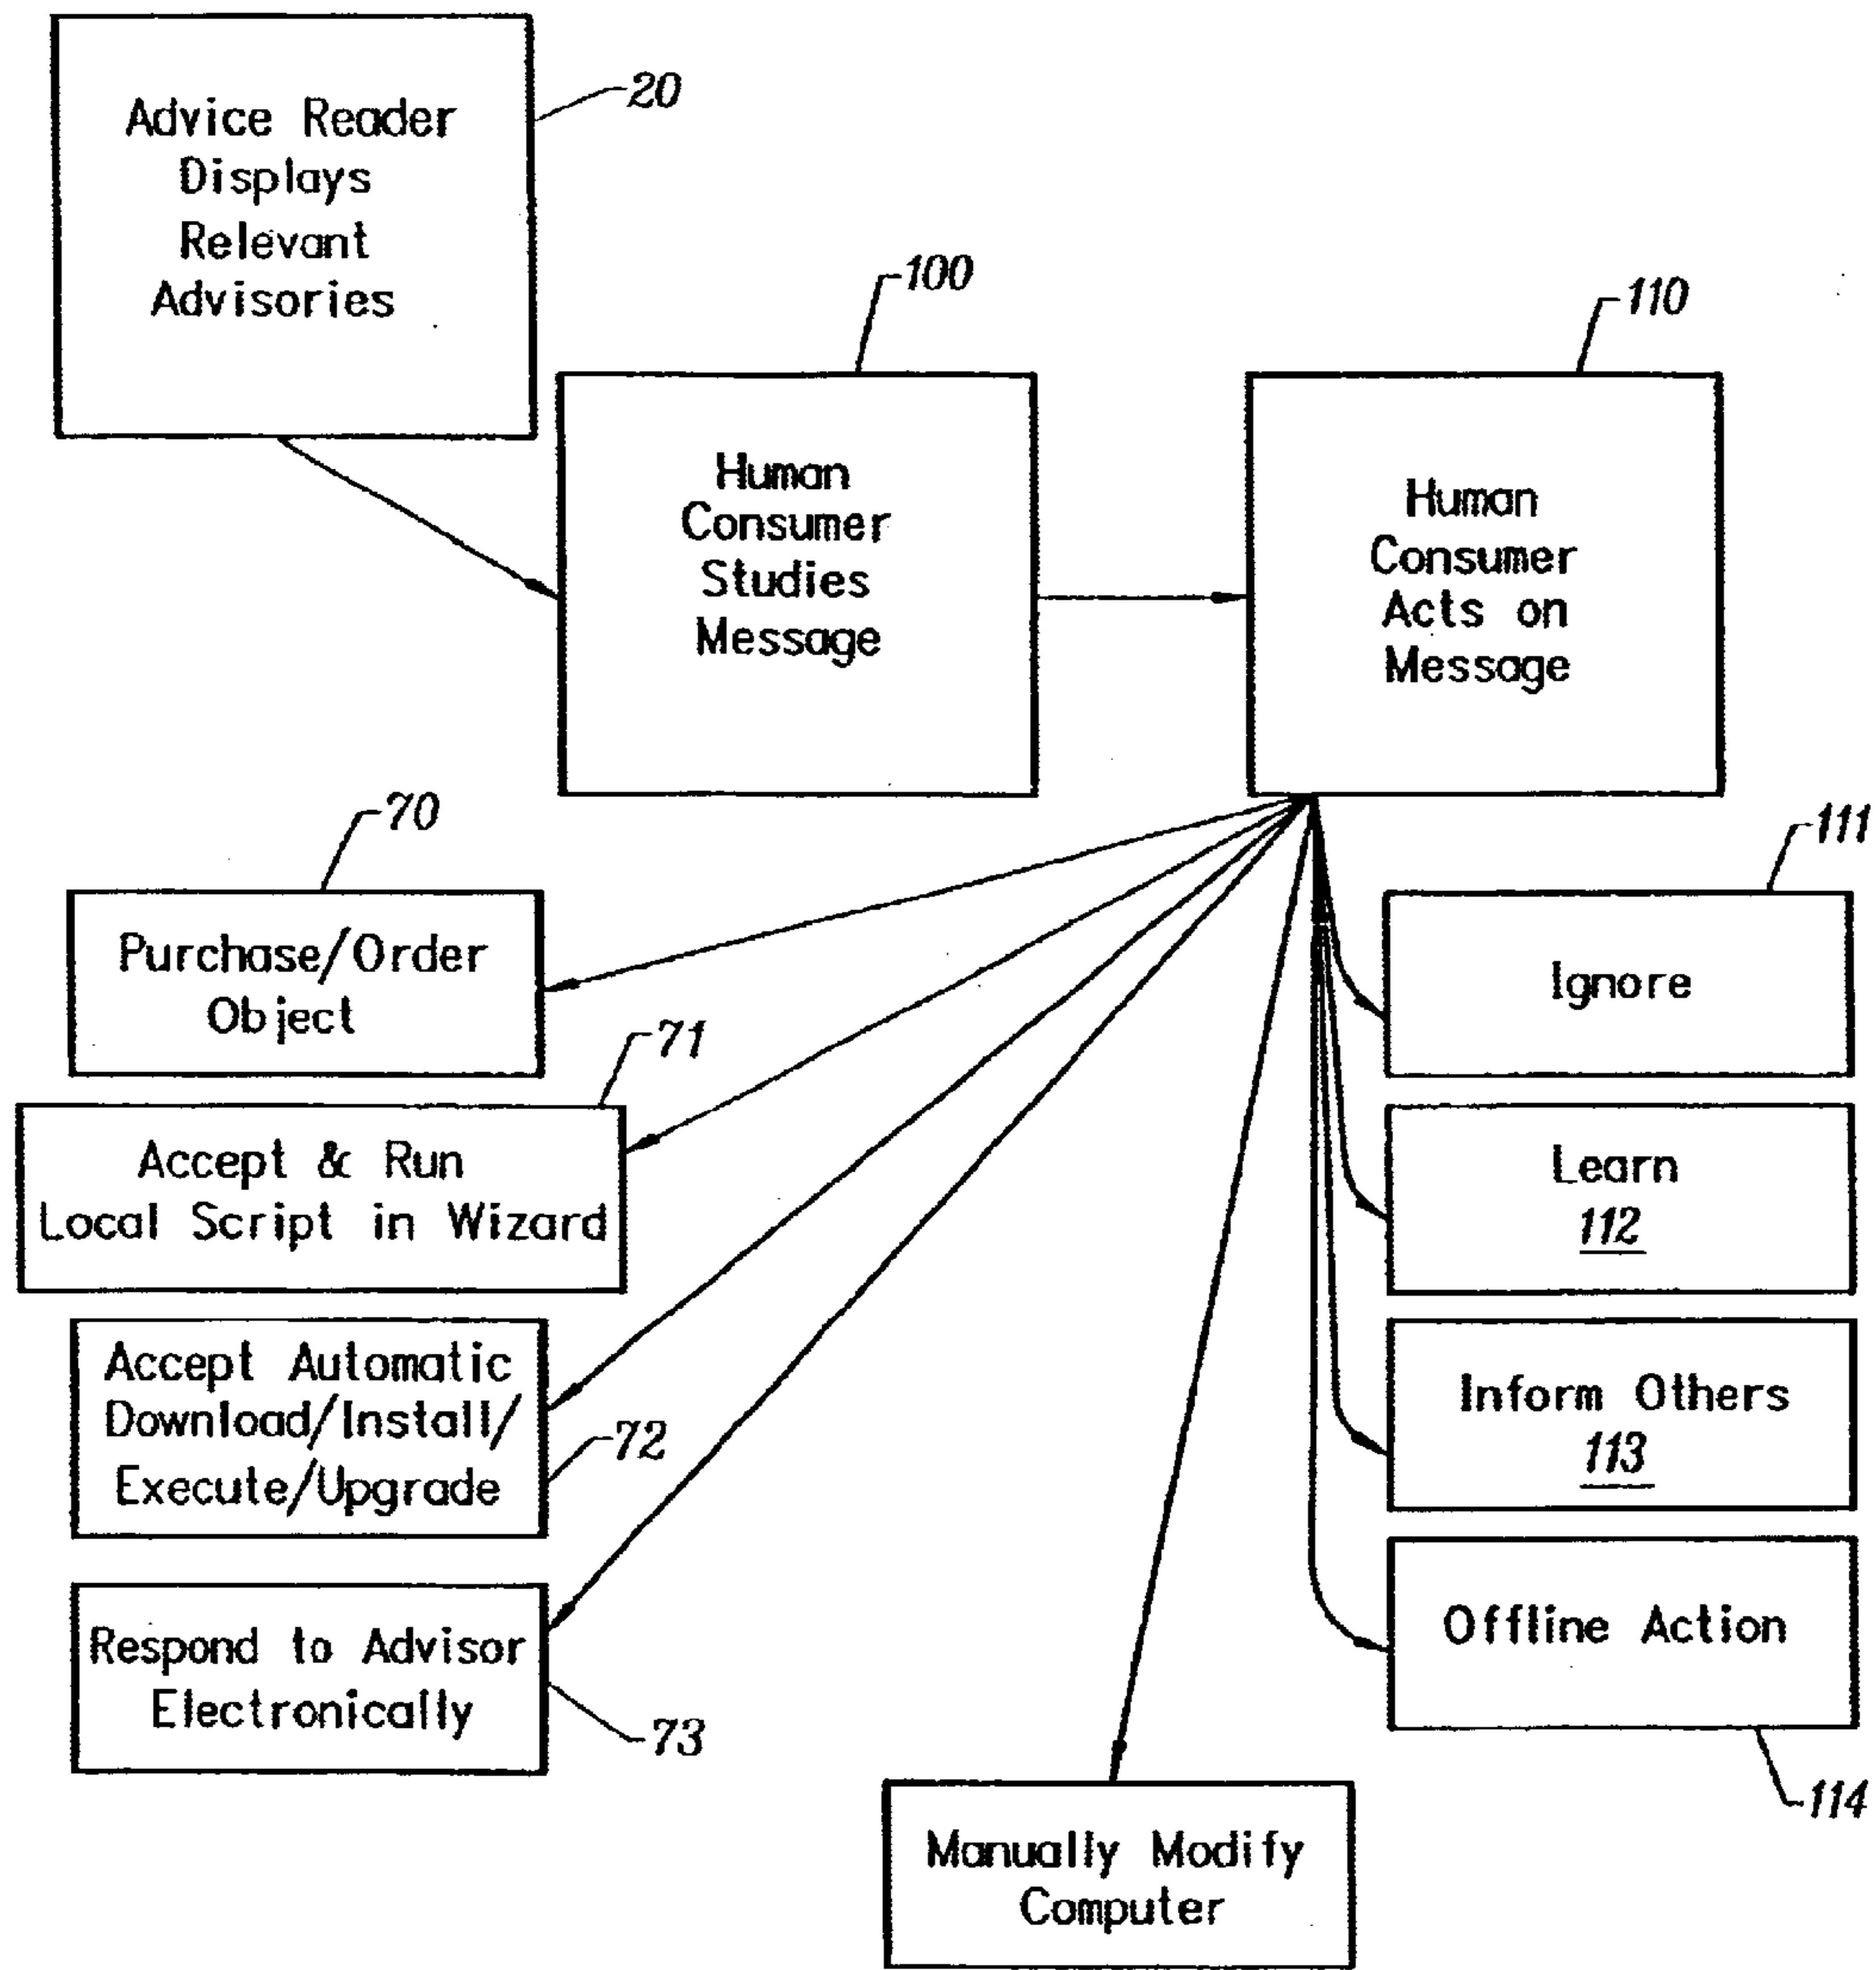 Advice Reader
Displays
Relevant
Advisories
20
Human
Consumer
Studies
Message
100
Human
Consumer
Acts on
Message
110
70
Purchase/Order
Object
71
Accept & Run
Local Script in Wizard
Accept Automatic
Download/Install/
Execute/Upgrade
72
Respond to Advisor
Electronically
73
Manually Modify
Computer
111
Ignore
Learn
112
Inform Others
113
Offline Action
114